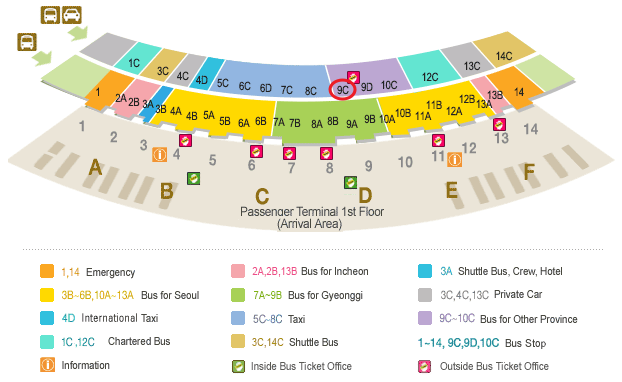 1C 3C 4C 4D 5C 6C 6D 7C 8C 9C 9D 10C 12C 13C 14C
1 2A 2B 3A 3B 4A 4B 5A 5B 6A 6B 7A 7B 8A 8B 9A 9B 10A 10B 11A 11B 12A 12B 13A 13B 14
1 2 3 4 5 6 7 8 9 10 11 12 13 14
A B C D E F
Passenger Terminal 1st Floor
(Arrival Area)
1,14 Emergency
2A,2B,13B Bus for Incheon
3A Shuttle Bus, Crew, Hotel
3B~6B,10A~13A Bus for Seoul
7A~9B Bus for Gyeonggi
3C,4C,13C Private Car
4D International Taxi
5C~8C Taxi
9C~10C Bus for Other Province
1C ,12C Chartered Bus
3C,14C Shuttle Bus
1~14, 9C,9D,10C Bus Stop
Information
Inside Bus Ticket Office
Outside Bus Ticket Office